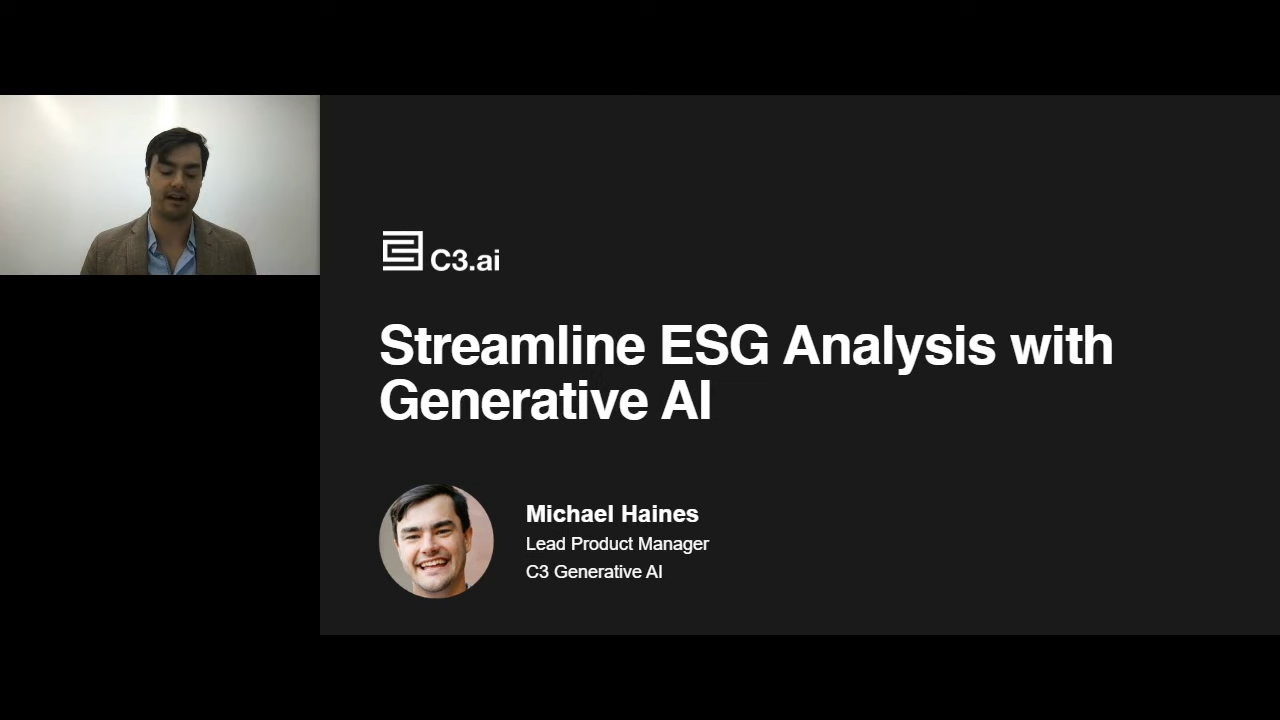 C3.ai
Streamline ESG Analysis with
Generative AI
Michael Haines
Lead Product Manager
C3 Generative AI